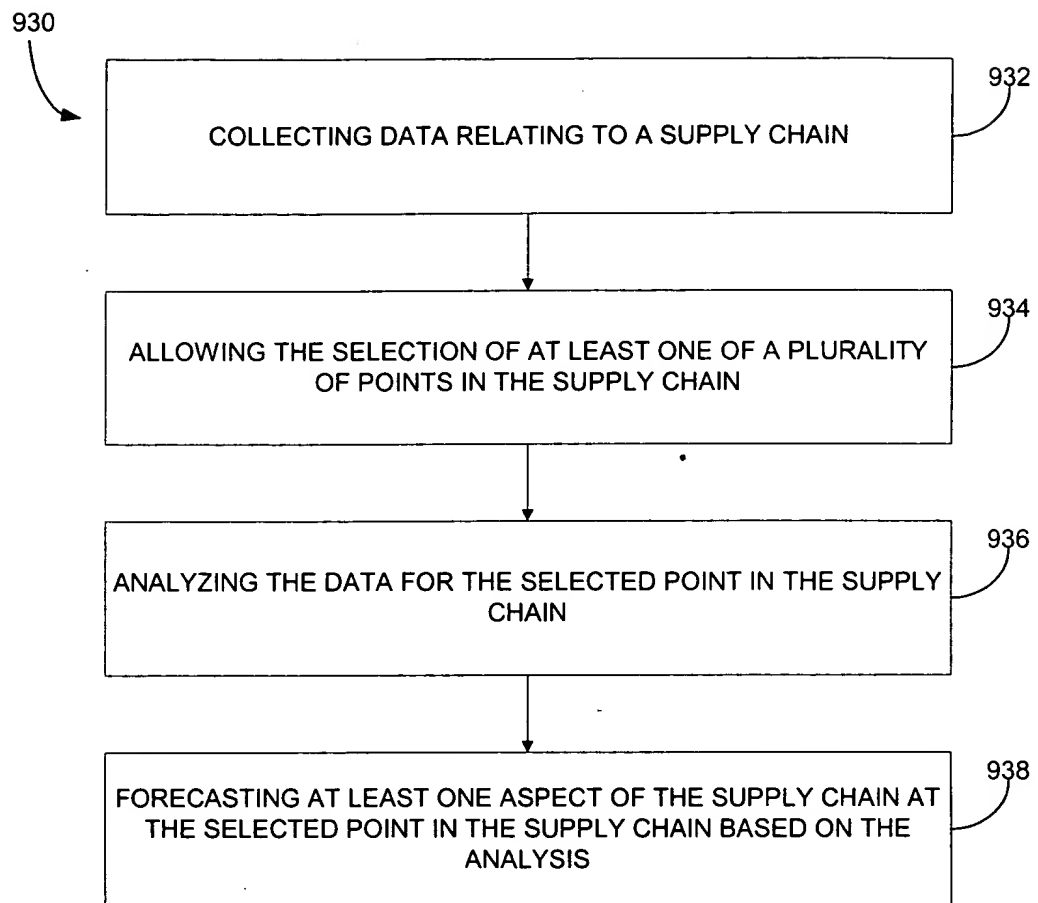 930
932
COLLECTING DATA RELATING TO A SUPPLY CHAIN
934
ALLOWING THE SELECTION OF AT LEAST ONE OF A PLURALITY
OF POINTS IN THE SUPPLY CHAIN
936
ANALYZING THE DATA FOR THE SELECTED POINT IN THE SUPPLY
CHAIN
938
FORECASTING AT LEAST ONE ASPECT OF THE SUPPLY CHAIN AT
THE SELECTED POINT IN THE SUPPLY CHAIN BASED ON THE
ANALYSIS